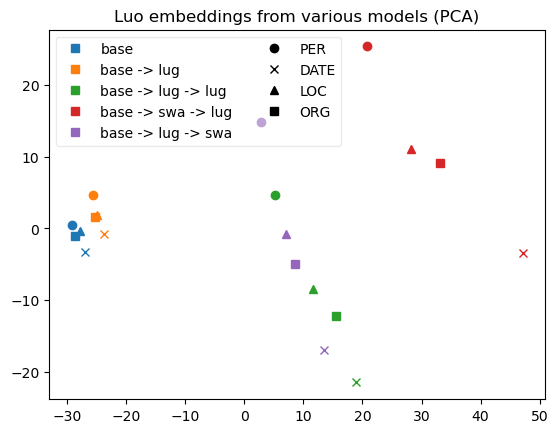 Luo embeddings from various models (PCA)
base
base -> lug
base -> lug -> lug
base -> swa -> lug
base -> lug -> swa
PER
DATE
LOC
ORG
20
10
0
−10
−20
−30
−20
−10
0
10
20
30
40
50